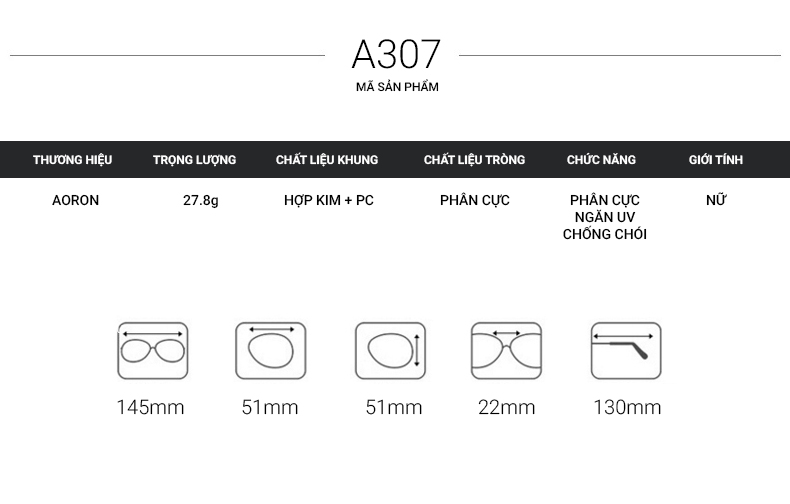 A307
MÃ SẢN PHẨM
THƯƠNG HIỆU TRỌNG LƯỢNG CHẤT LIỆU KHUNG CHẤT LIỆU TRÒNG CHỨC NĂNG GIỚI TÍNH
AORON 27.8g HỢP KIM + PC PHÂN CỰC PHÂN CỰC NỮ
NGĂN UV
CHỐNG CHÓI
145mm 51mm 51mm 22mm 130mm